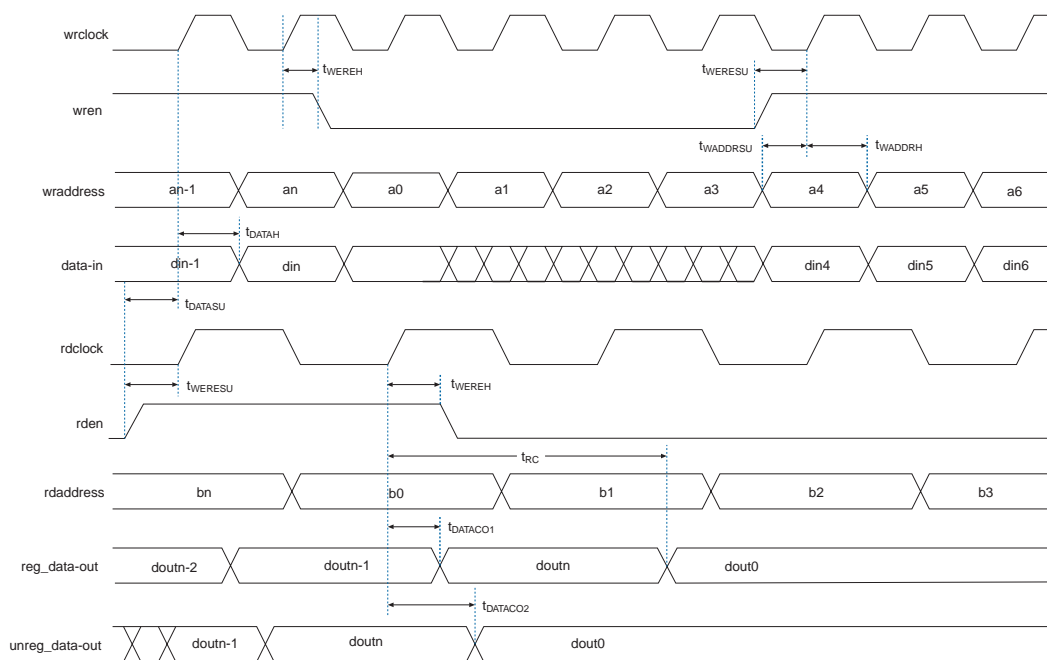 wrclock
tWEREH
tWERESU
wren
tWADDRSU
tWADDRH
wraddress an-1 an a0 a1 a2 a3 a4 a5 a6
tDATAH
data-in din-1 din din4 din5 din6
tDATASU
rdclock
tWERESU tWEREH
rden
tRC
rdaddress bn b0 b1 b2 b3
tDATACO1
reg_data-out doutn-2 doutn-1 doutn dout0
tDATACO2
unreg_data-out doutn-1 doutn dout0